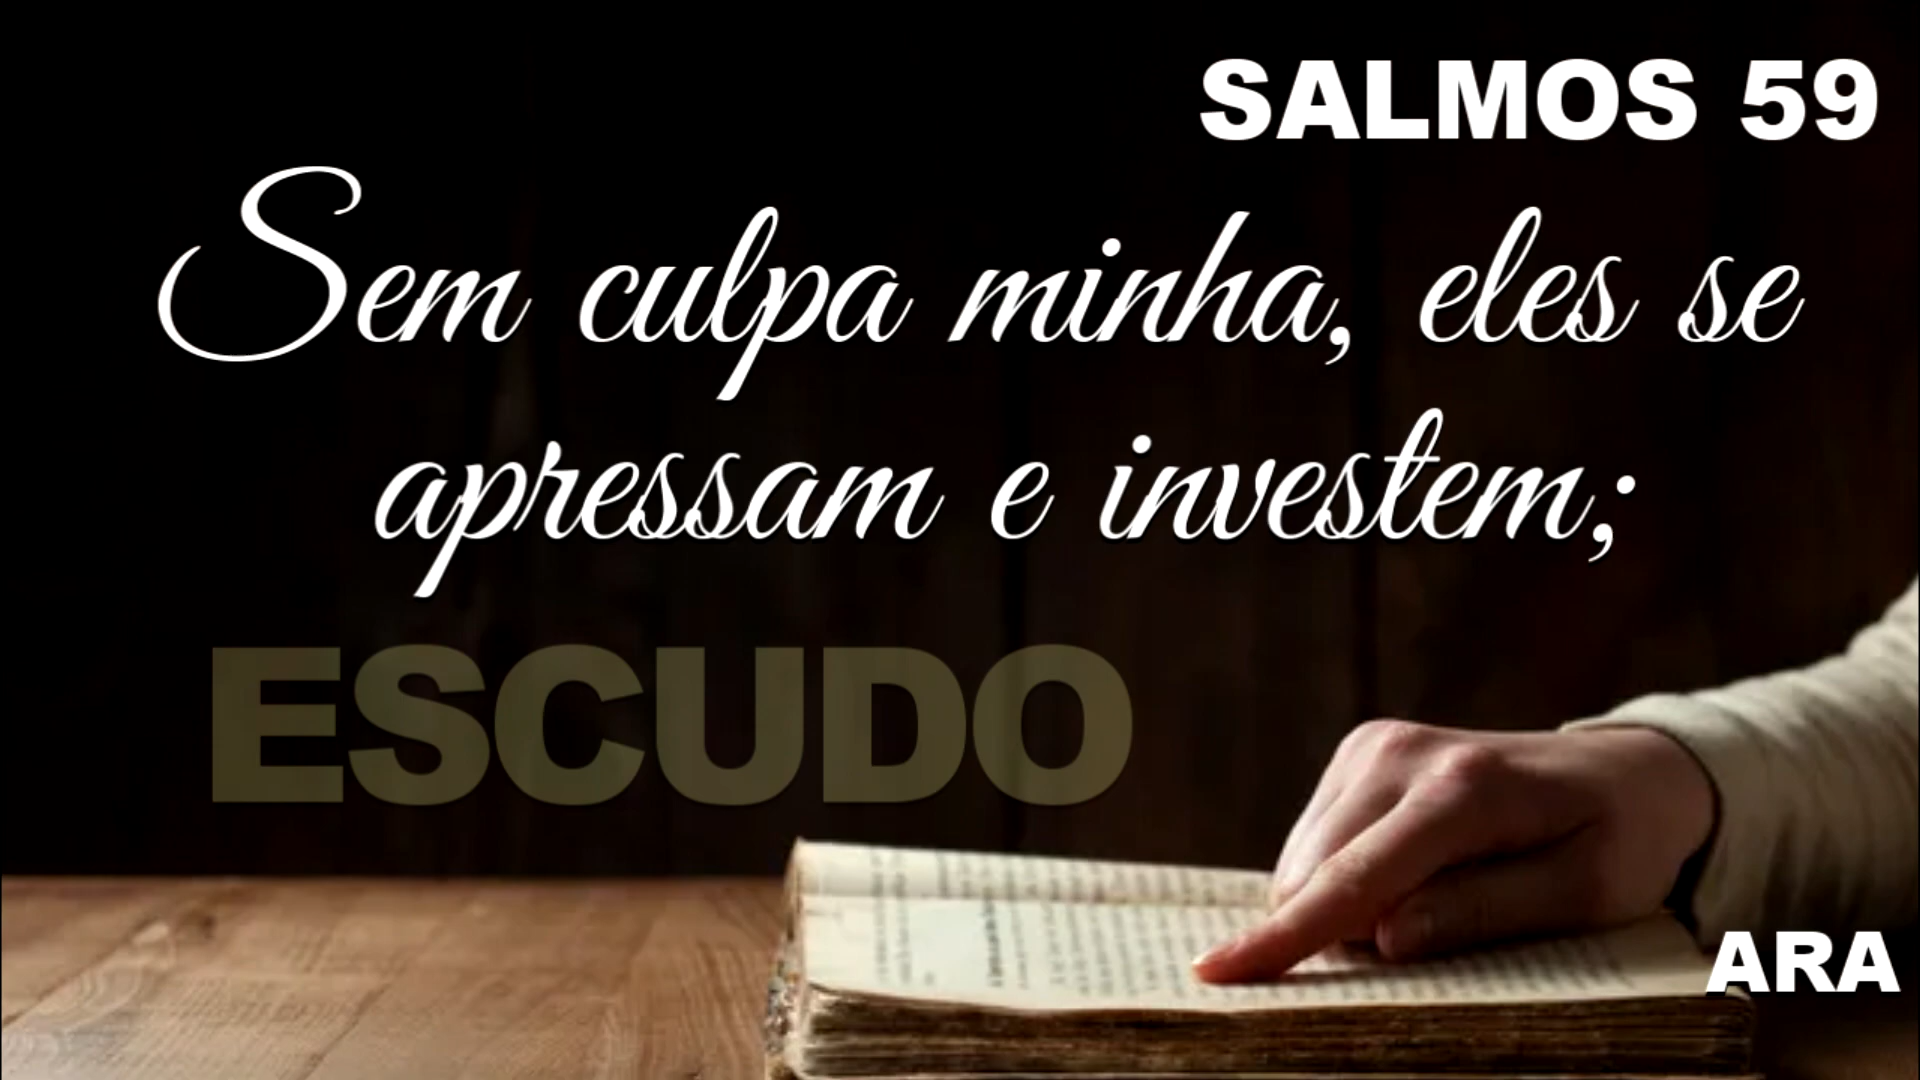 SALMOS 59
Sem culpa minha, eles se
apressam e investem;
ESCUDO
ARA